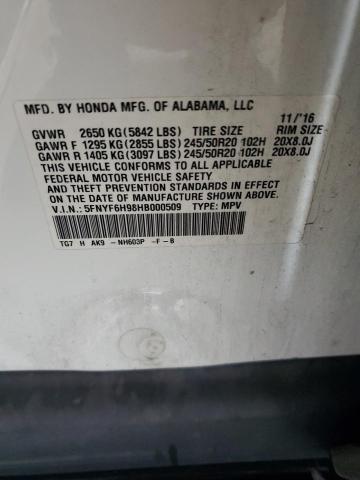 MFD. BY HONDA MFG. OF ALABAMA, LLC
11/'16
GVWR 2650 KG (5842 LBS) TIRE SIZE RIM SIZE
GAWR F 1295 KG (2855 LBS) 245/50R20 102H 20X8.0J
GAWR R 1405 KG (3097 LBS) 245/50R20 102H 20X8.0J
THIS VEHICLE CONFORMS TO ALL APPLICABLE
FEDERAL MOTOR VEHICLE SAFETY
AND THEFT PREVENTION STANDARDS IN EFFECT
ON THE DATE OF MANUFACTURE SHOWN ABOVE.
V.I.N.: 5FNYF6H98HB000509 TYPE: MPV
TG7 H AK9 -NH603P -F-B